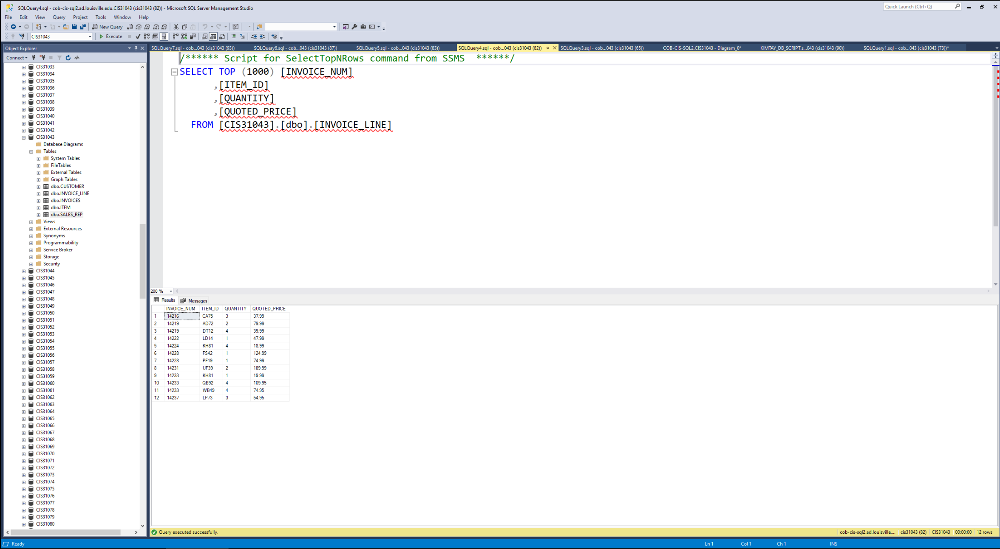 SQLQuery4.sql - cob-cis-sql2.ad.louisville.edu.CIS31043 (cis31043 (82)) - Microsoft SQL Server Management Studio
Quick Launch (Ctrl+Q)
File Edit View Query Project Tools Window Help
New Query
CIS31043 Execute
Object Explorer
Connect
CIS31033
CIS31034
CIS31035
CIS31036
CIS31037
CIS31038
CIS31039
CIS31040
CIS31041
CIS31042
CIS31043
Database Diagrams
Tables
System Tables
FileTables
External Tables
Graph Tables
dbo.CUSTOMER
dbo.INVOICE_LINE
dbo.INVOICES
dbo.ITEM
dbo.SALES_REP
Views
External Resources
Synonyms
Programmability
Service Broker
Storage
Security
CIS31044
CIS31045
CIS31046
CIS31047
CIS31048
CIS31049
CIS31050
CIS31051
CIS31052
CIS31053
CIS31054
CIS31055
CIS31056
CIS31057
CIS31058
CIS31059
CIS31060
CIS31061
CIS31062
CIS31063
CIS31064
CIS31065
CIS31066
CIS31067
CIS31068
CIS31069
CIS31070
CIS31071
CIS31072
CIS31073
CIS31074
CIS31075
CIS31076
CIS31077
CIS31078
CIS31079
CIS31080
SQLQuery7.sql - cob...043 (cis31043 (93)) SQLQuery6.sql - cob...043 (cis31043 (87)) SQLQuery5.sql - cob...043 (cis31043 (83)) SQLQuery4.sql - cob...043 (cis31043 (82)) SQLQuery3.sql - cob...043 (cis31043 (65)) COB-CIS-SQL2.CIS31043 - Diagram_0* KIMTAY_DB_SCRIPT.s...043 (cis31043 (90)) SQLQuery1.sql - cob...043 (cis31043 (73))*
/****** Script for SelectTopNRows command from SSMS  ******/
SELECT TOP (1000) [INVOICE_NUM]
,[ITEM_ID]
,[QUANTITY]
,[QUOTED_PRICE]
FROM [CIS31043].[dbo].[INVOICE_LINE]
200 %
Results Messages
INVOICE_NUM ITEM_ID QUANTITY QUOTED_PRICE
1 14216 CA75 3 37.99
2 14219 AD72 2 79.99
3 14219 DT12 4 39.99
4 14222 LD14 1 47.99
5 14224 KH81 4 18.99
6 14228 FS42 1 124.99
7 14228 PF19 1 74.99
8 14231 UF39 2 189.99
9 14233 KH81 1 19.99
10 14233 QB92 4 109.95
11 14233 WB49 4 74.95
12 14237 LP73 3 54.95
Query executed successfully. cob-cis-sql2.ad.louisville.... cis31043 (82) CIS31043 00:00:00 12 rows
Ready Ln 1 Col 1 Ch 1 INS